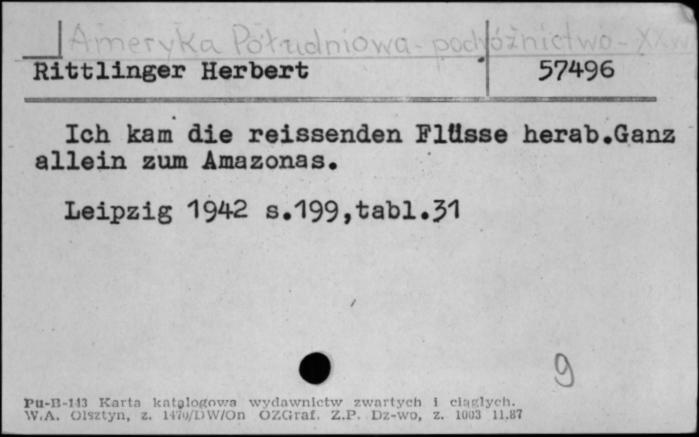 Ameryka Południowa - podróżnictwo - XX w
Rittlinger Herbert 57496
Ich kam die reissenden Flüsse herab.Ganz
allein zum Amazonas.
Leipzig 1942 s.199,tabl.31
9
Pu-B-143 Karta katalogowa wydawnictw zwartych i ciągłych.
W.A. Olsztyn, z. 1470/DW/On OZGraf. Z.P. Dz-wo, z. 1003 11.87